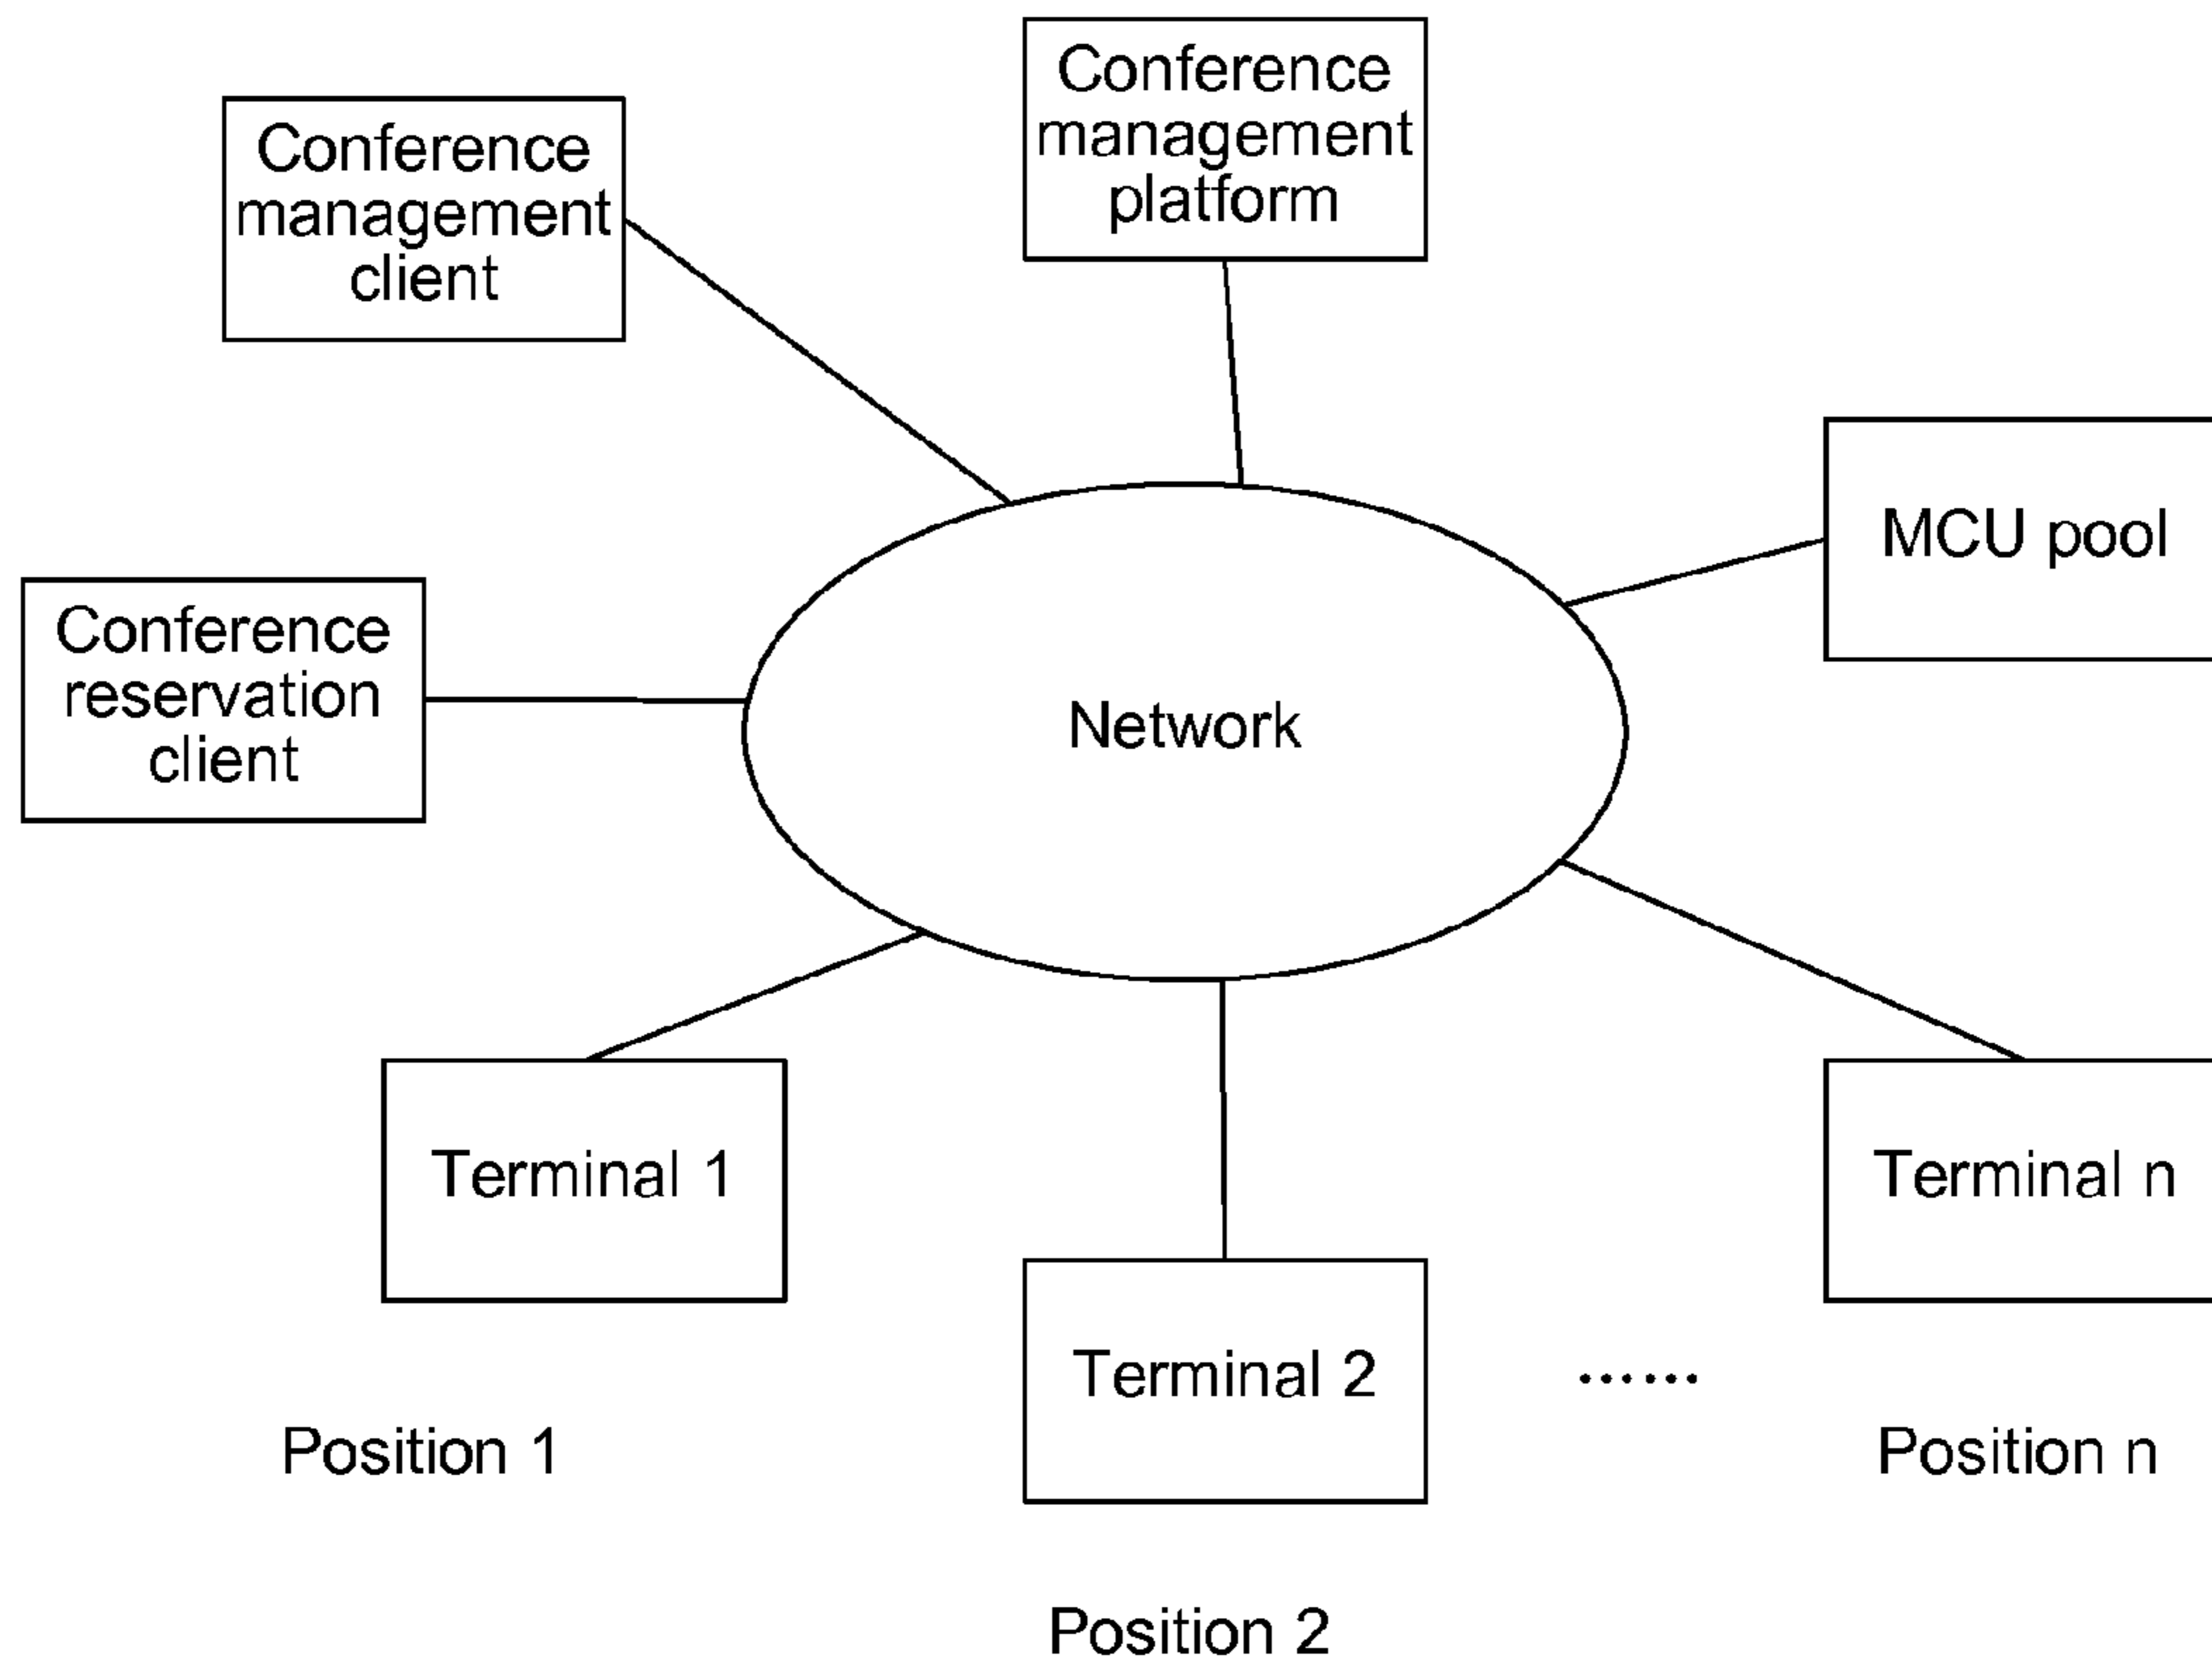 Conference
management
platform
Conference
management
client
MCU pool
Conference
reservation
client
Network
Terminal 1
Terminal n
Terminal 2
......
Position 1
Position n
Position 2